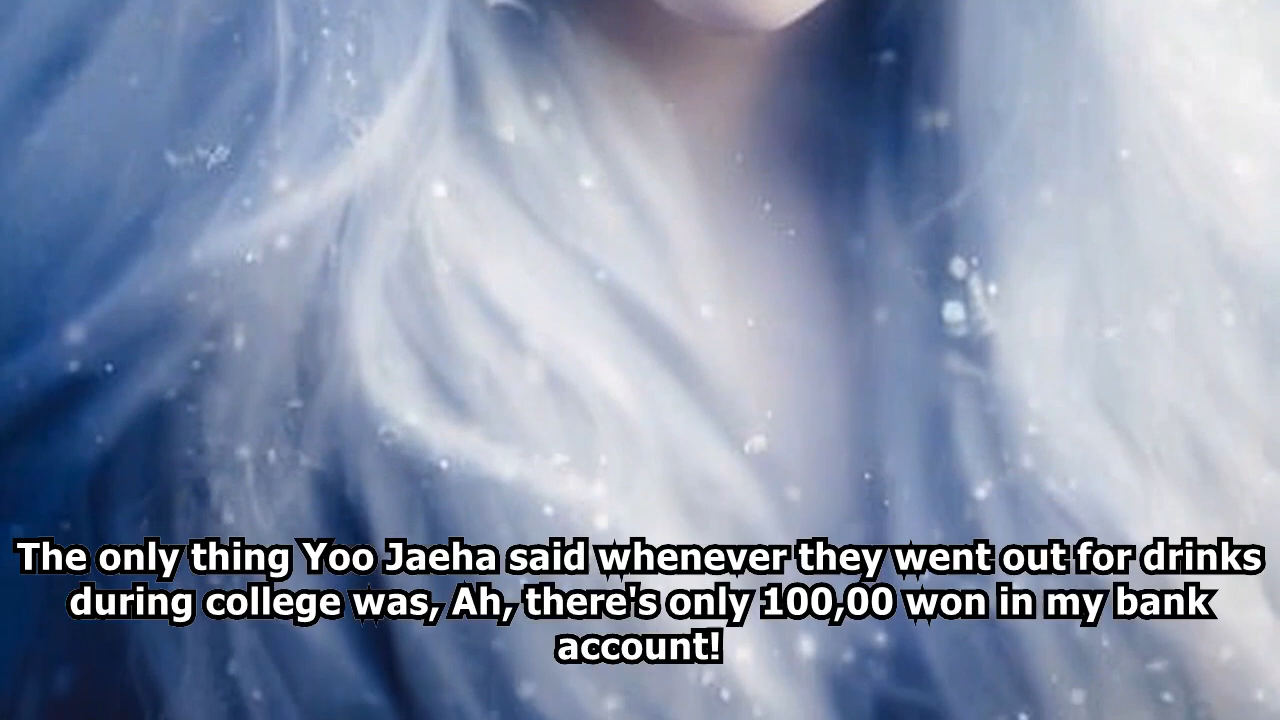 The only thing Yoo Jaeha said whenever they went out for drinks
during college was, Ah, there's only 100,00 won in my bank
account!